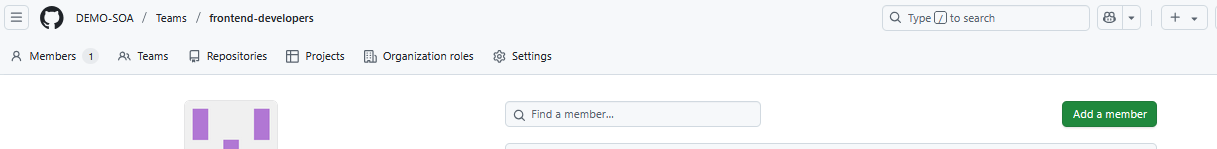 DEMO-SOA / Teams / frontend-developers Type / to search
Members 1 Teams Repositories Projects Organization roles Settings
Find a member... Add a member